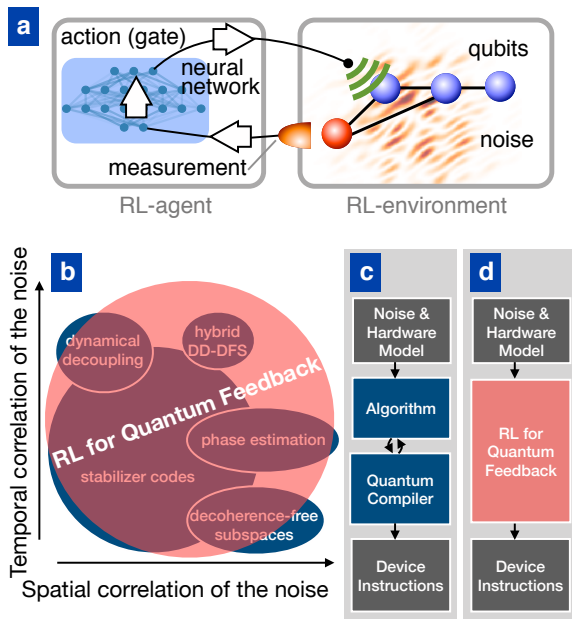 a
action (gate)
neural
network
measurement
qubits
noise
RL-agent
RL-environment
b
Temporal correlation of the noise
dynamical
decoupling
hybrid
DD-DFS
RL for Quantum Feedback
phase estimation
stabilizer codes
decoherence-free
subspaces
Spatial correlation of the noise
c
Noise &
Hardware
Model
Algorithm
Quantum
Compiler
Device
Instructions
d
Noise &
Hardware
Model
RL for
Quantum
Feedback
Device
Instructions